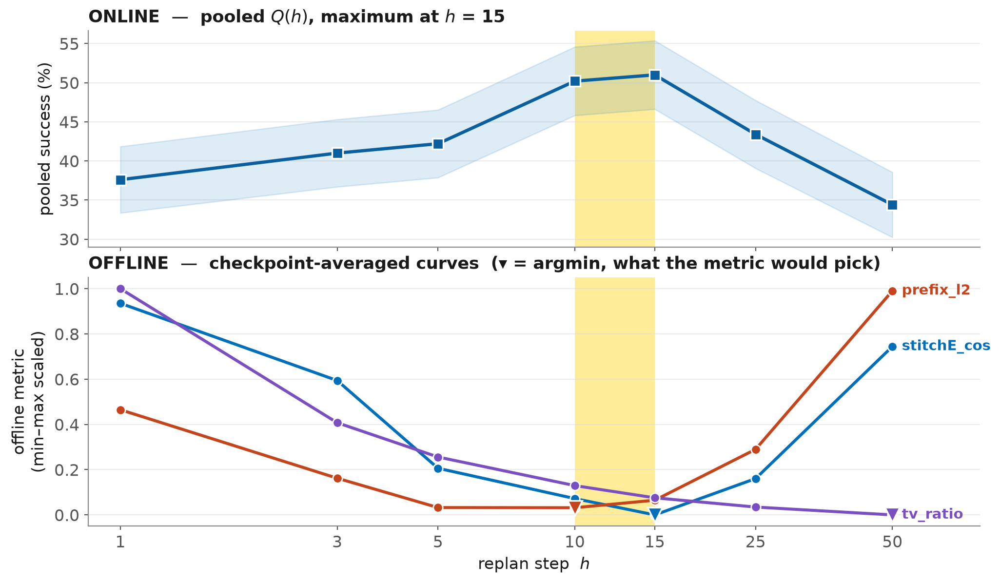 ONLINE — pooled Q(h), maximum at h = 15
55
50
45
40
35
30
pooled success (%)
OFFLINE — checkpoint-averaged curves (▾ = argmin, what the metric would pick)
1.0
0.8
0.6
0.4
0.2
0.0
offline metric
(min–max scaled)
prefix_l2
stitchE_cos
tv_ratio
1 3 5 10 15 25 50
replan step h